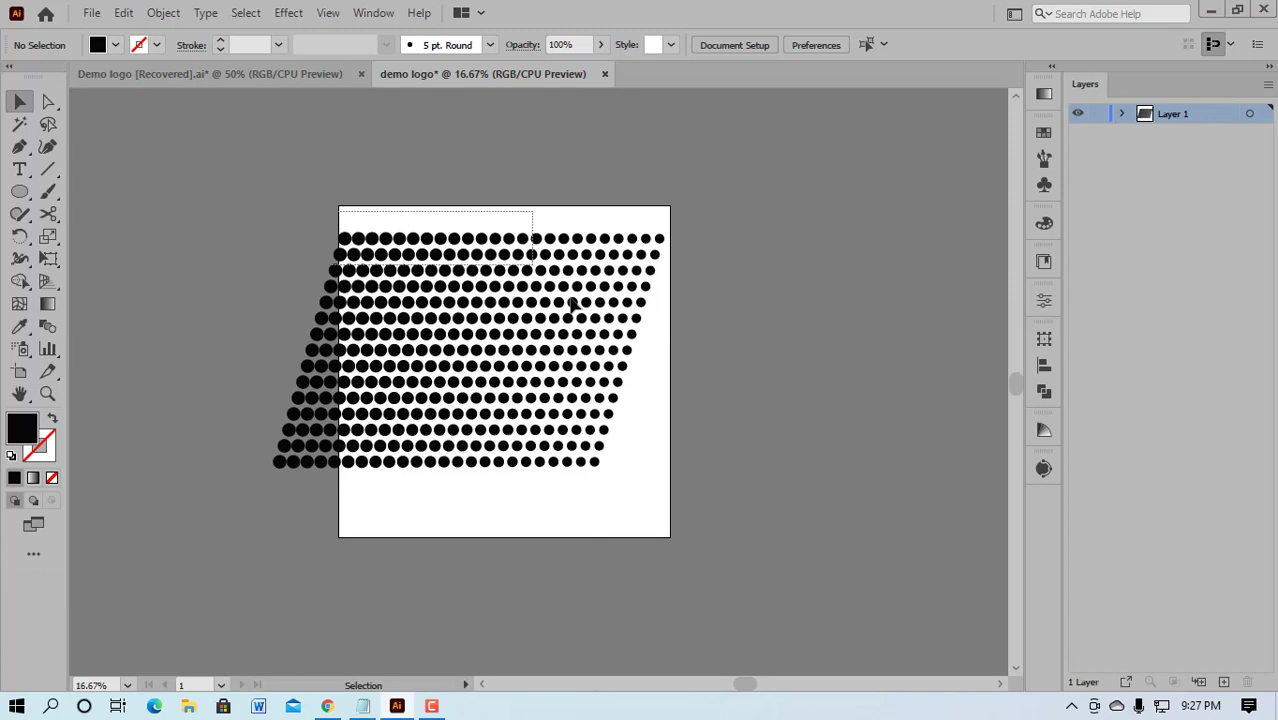 Ai File Edit Object Type Select Effect View Window Help Search Adobe Help
No Selection Stroke: 5 pt. Round Opacity: 100% Style: Document Setup Preferences
Demo logo [Recovered].ai* @ 50% (RGB/CPU Preview) demo logo* @ 16.67% (RGB/CPU Preview)
Layers
Layer 1
16.67% 1 Selection 1 Layer
9:27 PM